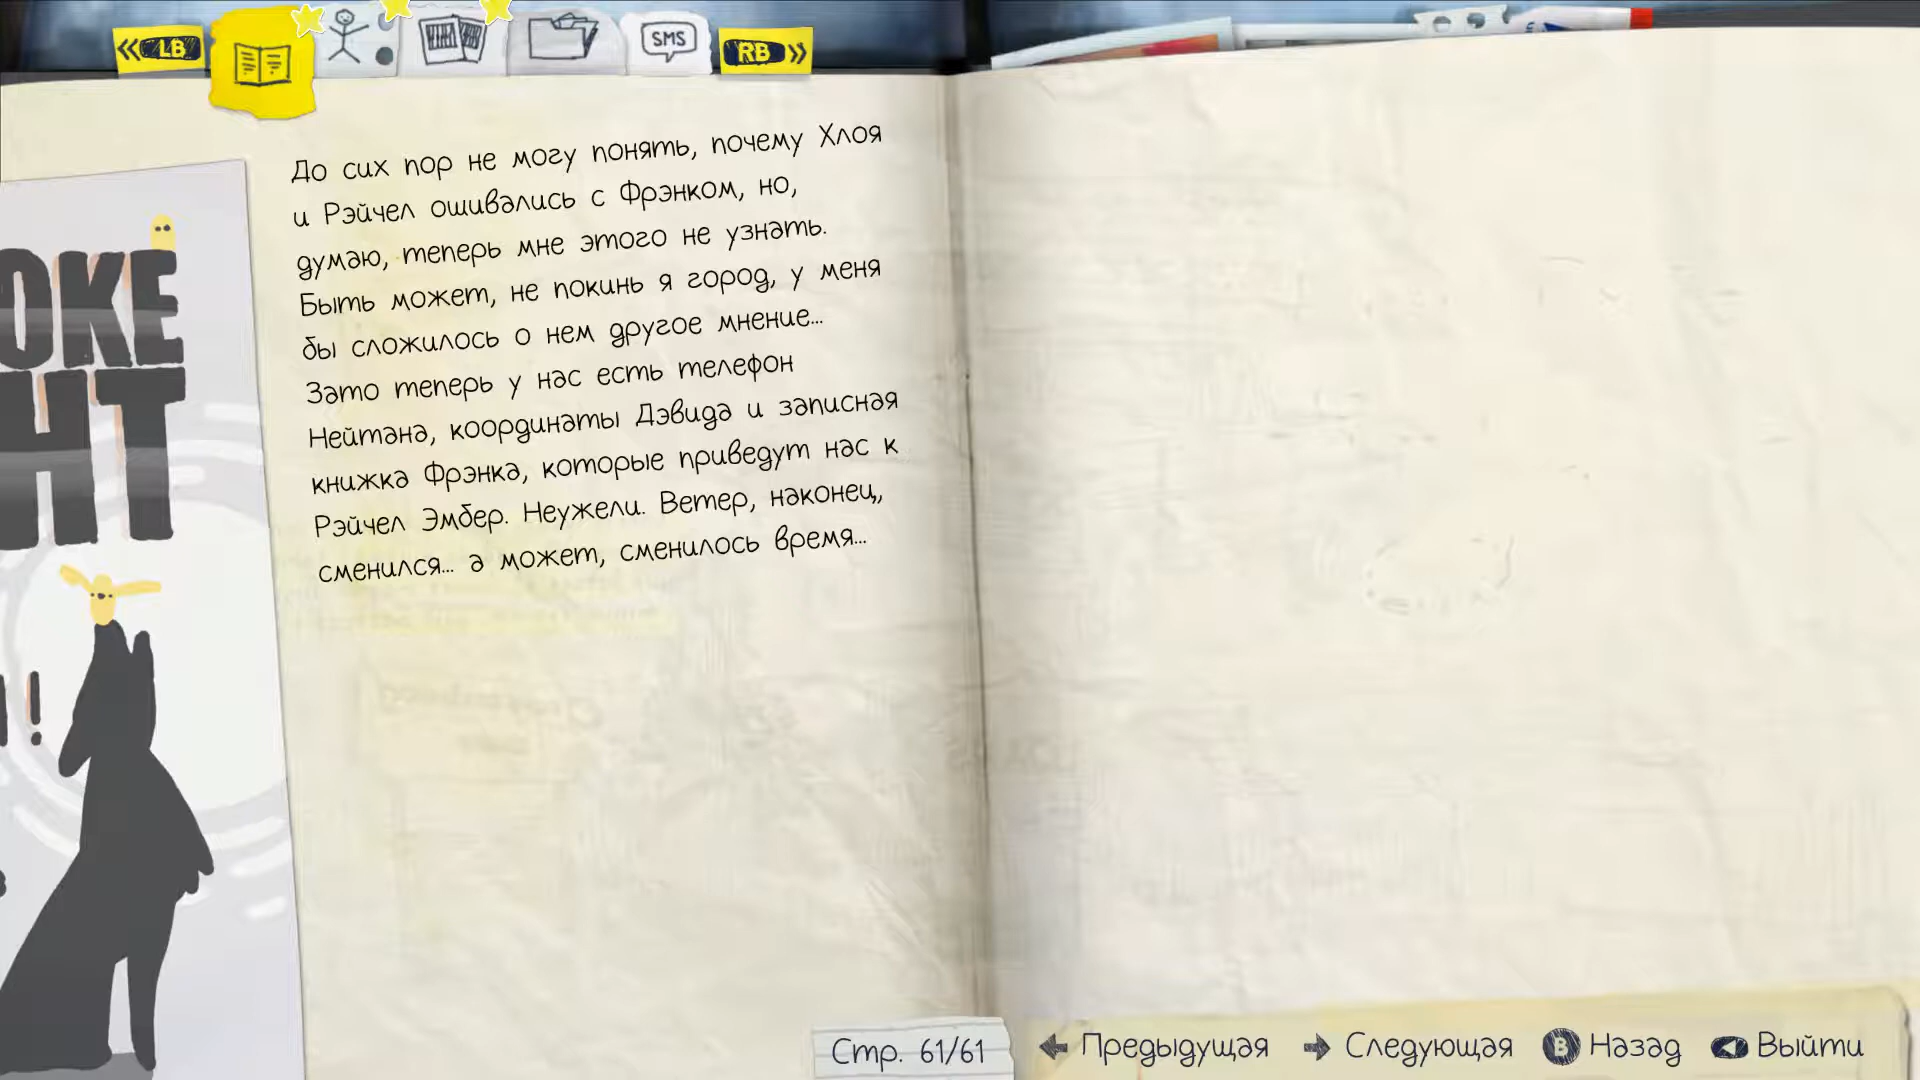 LB
SMS
RB
До сих пор не могу понять, почему Хлоя
и Рэйчел ошивались с Фрэнком, но,
думаю, теперь мне этого не узнать.
Быть может, не покинь я город, у меня
бы сложилось о нем другое мнение...
Зато теперь у нас есть телефон
Нейтана, координаты Дэвида и записная
книжка Фрэнка, которые приведут нас к
Рэйчел Эмбер. Неужели. Ветер, наконец,
сменился... а может, сменилось время...
OKE
HT
!
Стр. 61/61
Предыдущая
Следующая
B Назад
Выйти